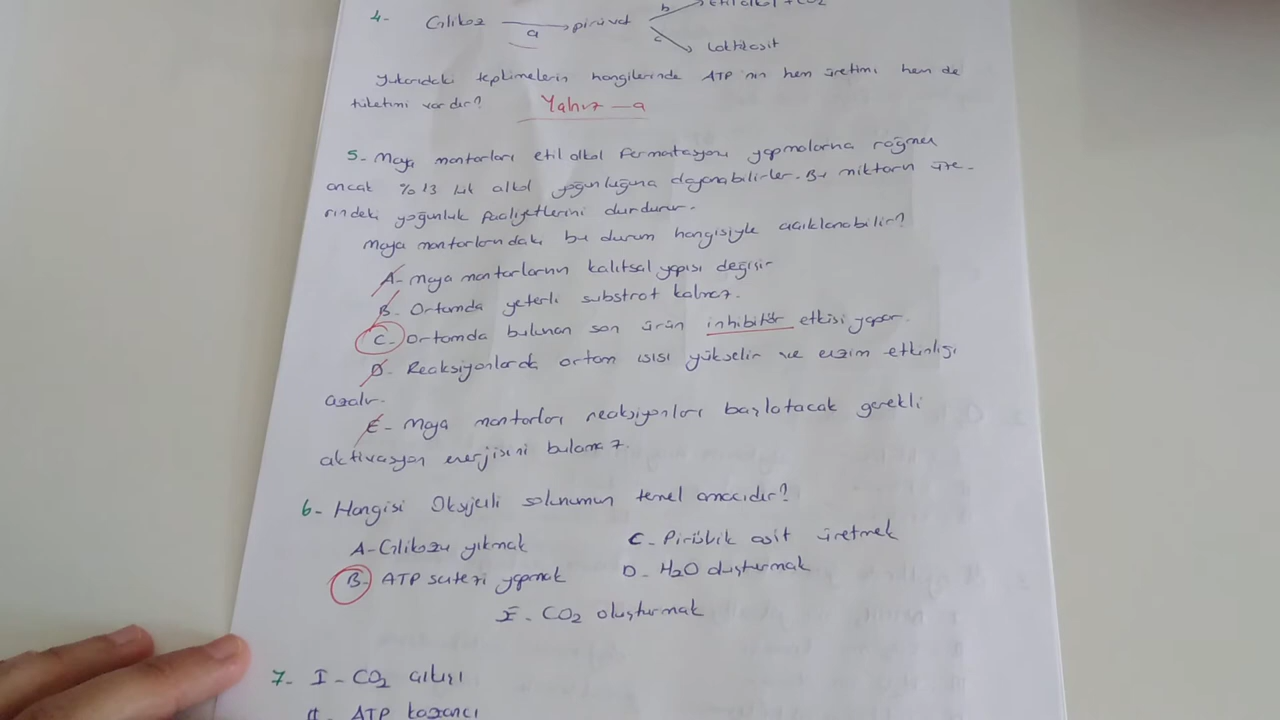 4- Glikoz a pirüvat b etil alkol + CO2
c Laktik asit
Yukarıdaki tepkimelerin hangilerinde ATP 'nin hem üretimi hem de
tüketimi vardır? Yalnız - a
5- Maya mantarları etil alkol fermantasyonu yapmalarına rağmen
ancak %13 lük alkol yoğunluğuna dayanabilirler. Bu miktarın üze-
rindeki yoğunluk faaliyetlerini durdurur.
Maya mantarlarındaki bu durum hangisiyle açıklanabilir?
A- Maya mantarlarının kalıtsal yapısı değişir
B- Ortamda yeterli substrat kalmaz.
C- Ortamda bulunan son ürün inhibitör etkisi yapar.
D- Reaksiyonlarda ortam ısısı yükselir ve enzim etkinliği
azalır.
E- Maya mantarları reaksiyonları başlatacak gerekli
aktivasyon enerjisini bulamaz.
6- Hangisi Oksijenli solunumun temel amacıdır?
A- Glikozu yıkmak C- Pirüvik asit üretmek
B- ATP sentezi yapmak D- H2O oluşturmak
E- CO2 oluşturmak
7- I- CO2 çıkışı
II- ATP kazancı